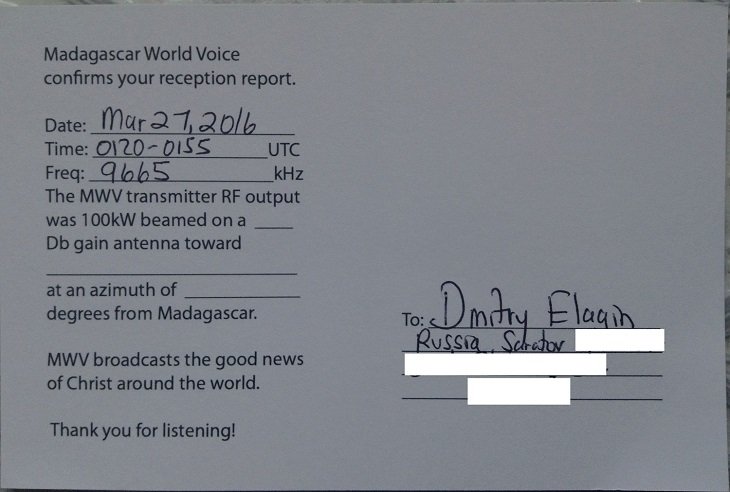 Madagascar World Voice
confirms your reception report.
Date: Mar 27, 2016
Time: 0120-0155 UTC
Freq: 9665 kHz
The MWV transmitter RF output
was 100kW beamed on a ____
Db gain antenna toward
____________________
at an azimuth of __________
degrees from Madagascar.
MWV broadcasts the good news
of Christ around the world.
Thank you for listening!
To: Dmitry Elagin
Russia, Saratov